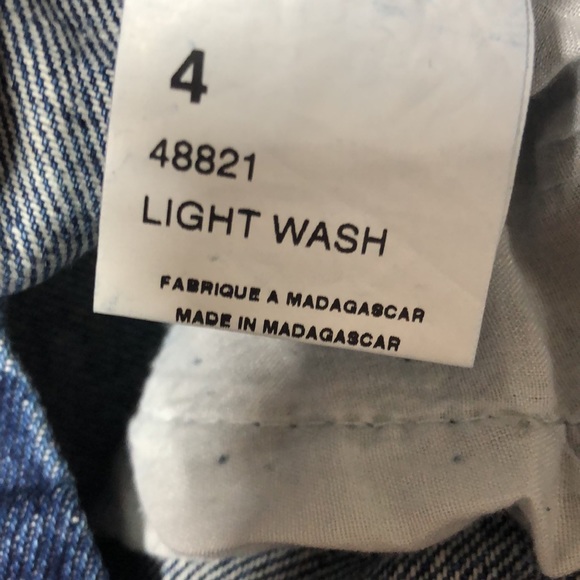 4
48821
LIGHT WASH
FABRIQUE A MADAGASCAR
MADE IN MADAGASCAR